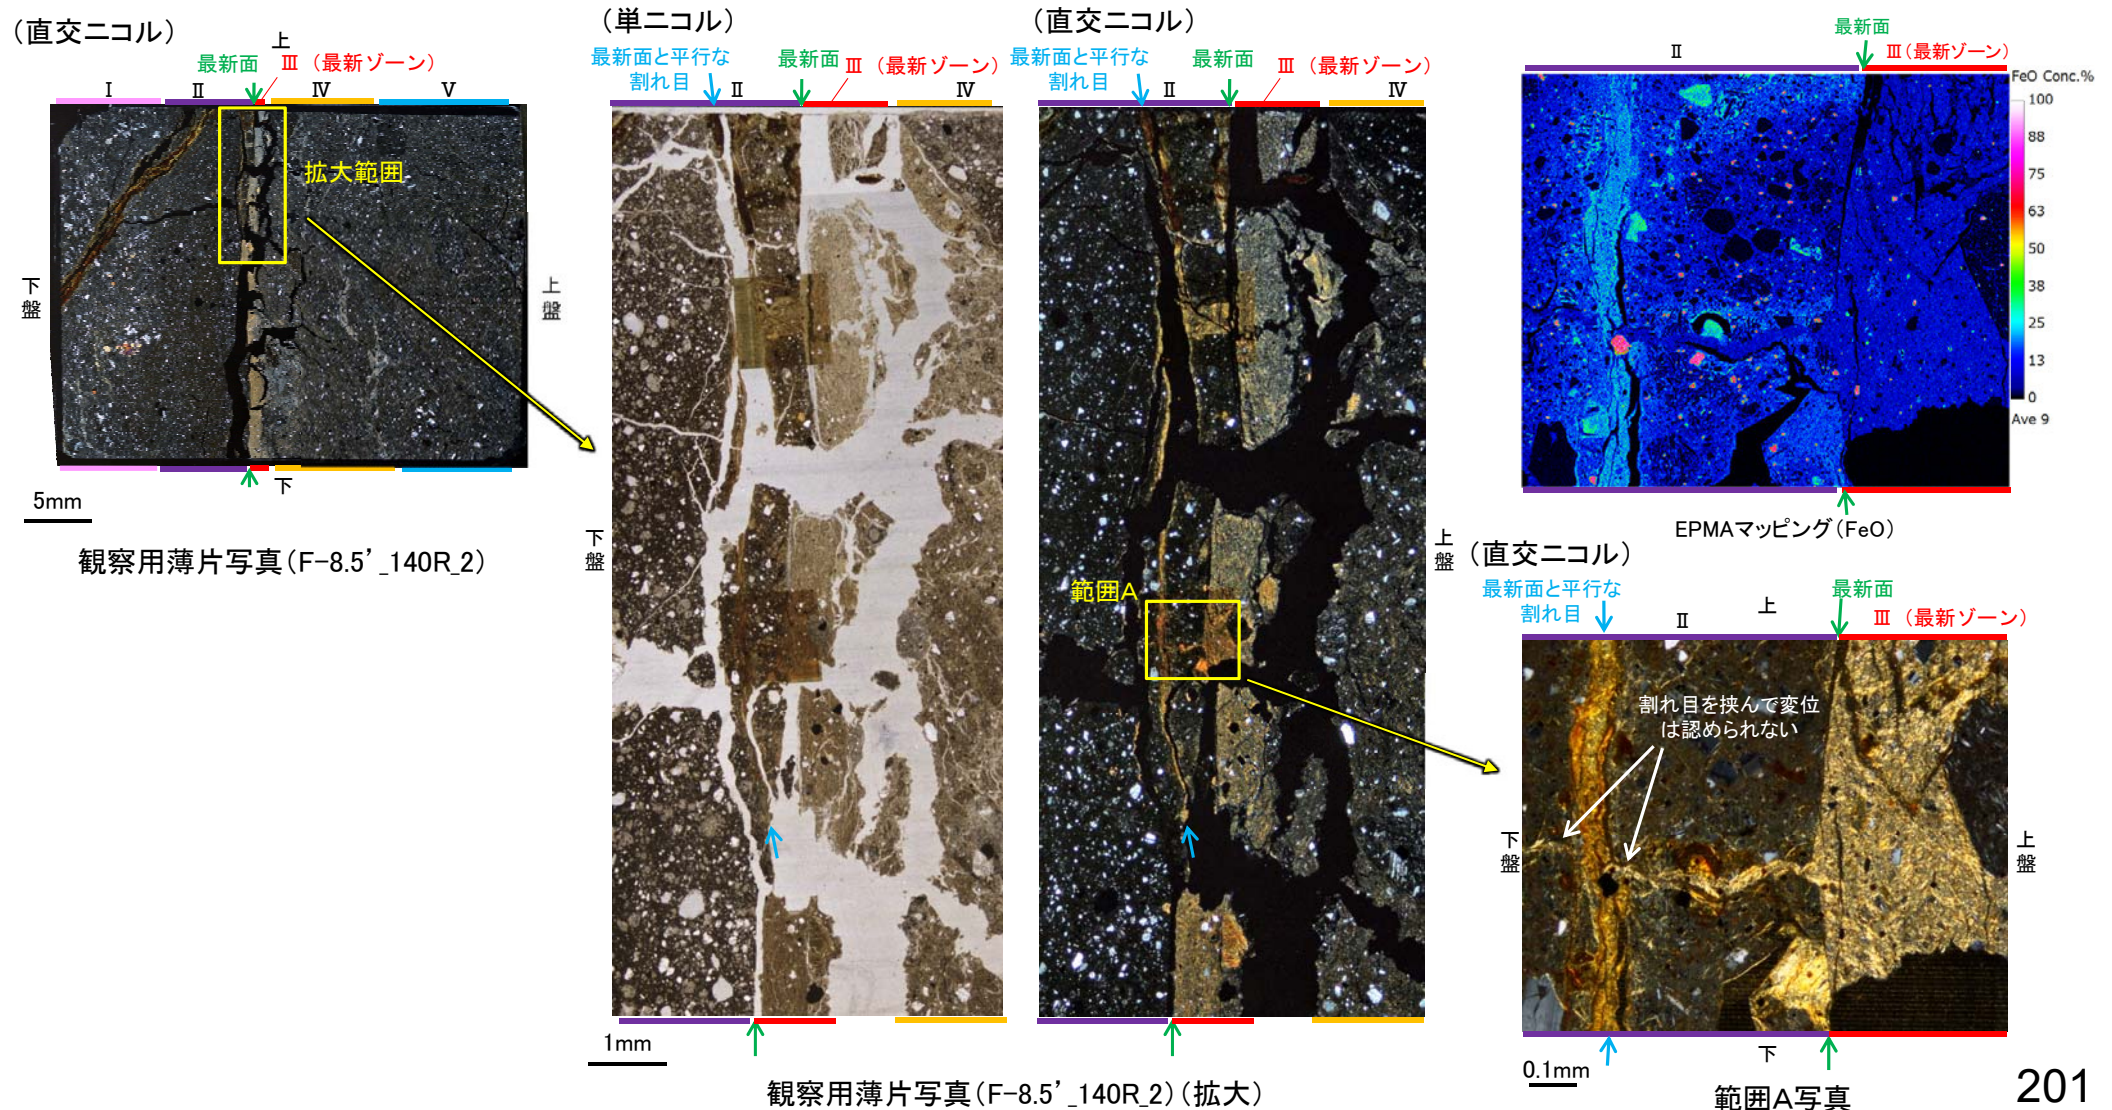 （直交ニコル）
上
最新面
Ⅲ（最新ゾーン）
Ⅰ
Ⅱ
Ⅳ
Ⅴ
拡大範囲
下盤
上盤
下
5mm
観察用薄片写真（F-8.5’_140R_2）
（単ニコル）
最新面と平行な
割れ目
Ⅱ
最新面
Ⅲ（最新ゾーン）
Ⅳ
下盤
1mm
（直交ニコル）
最新面と平行な
割れ目
Ⅱ
最新面
Ⅲ（最新ゾーン）
Ⅳ
範囲A
上盤
観察用薄片写真（F-8.5’_140R_2）（拡大）
最新面
Ⅱ
Ⅲ（最新ゾーン）
FeO Conc.%
100
88
75
63
50
38
25
13
0
Ave 9
EPMAマッピング（FeO）
（直交ニコル）
最新面と平行な
割れ目
上
Ⅱ
最新面
Ⅲ（最新ゾーン）
割れ目を挟んで変位
は認められない
下盤
上盤
下
0.1mm
範囲A写真
201